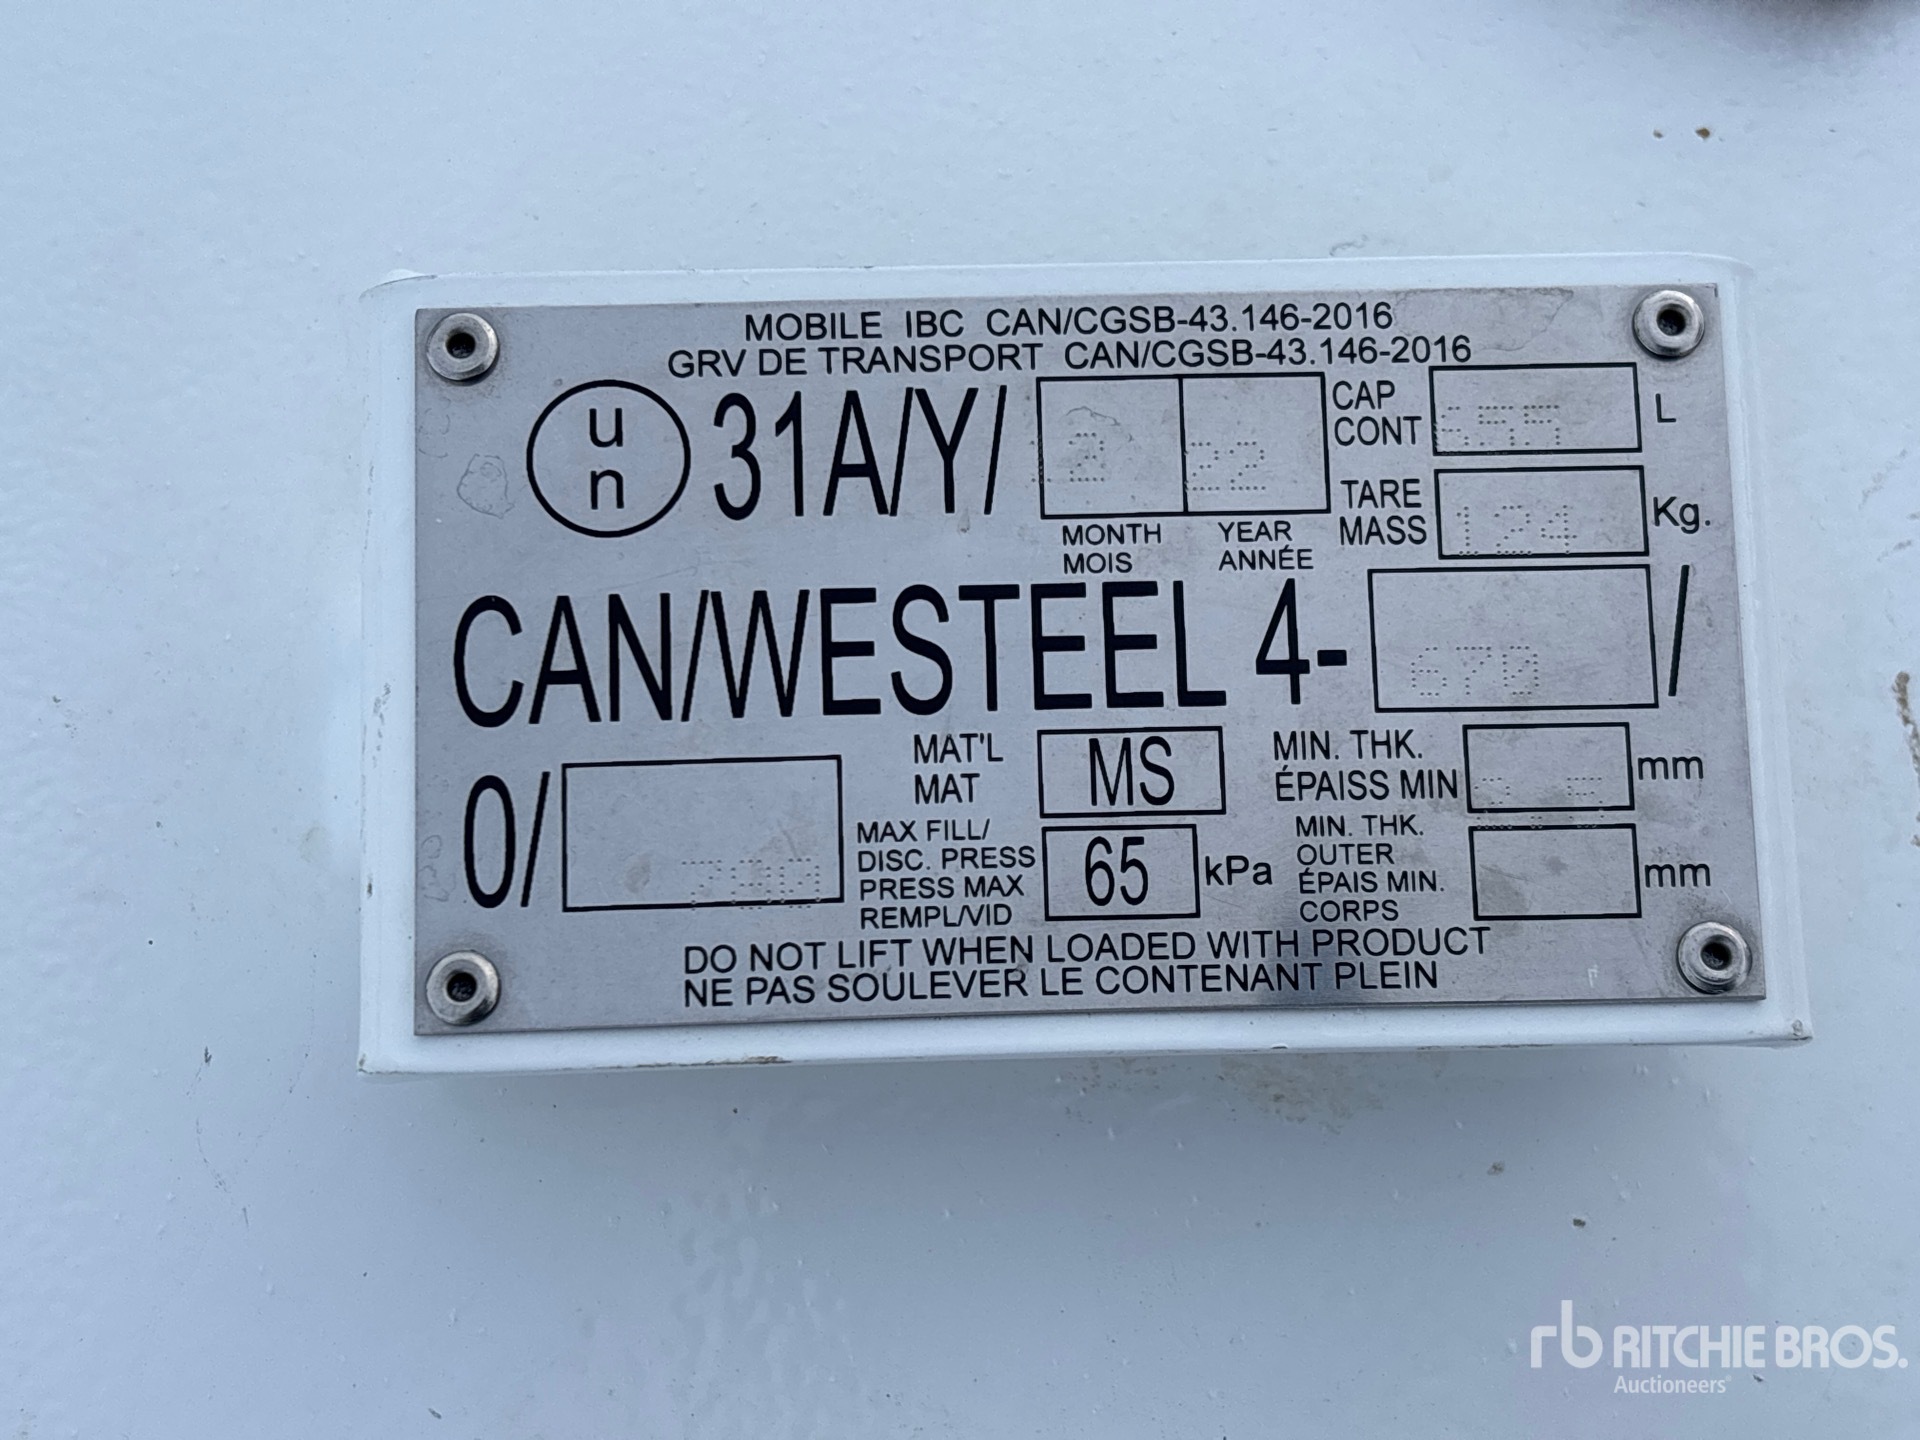 MOBILE IBC CAN/CGSB-43.146-2016
GRV DE TRANSPORT CAN/CGSB-43.146-2016
un 31A/Y/ 12 22
MONTH YEAR
MOIS ANNÉE
CAP
CONT 455 L
TARE
MASS 124 Kg.
CAN/WESTEEL 4- 670 /
0/
MAT'L
MAT MS
MIN. THK.
ÉPAISS MIN mm
MAX FILL/
DISC. PRESS
PRESS MAX
REMPL/VID 65 kPa
MIN. THK.
OUTER
ÉPAIS MIN.
CORPS mm
DO NOT LIFT WHEN LOADED WITH PRODUCT
NE PAS SOULEVER LE CONTENANT PLEIN
rb RITCHIE BROS.
Auctioneers